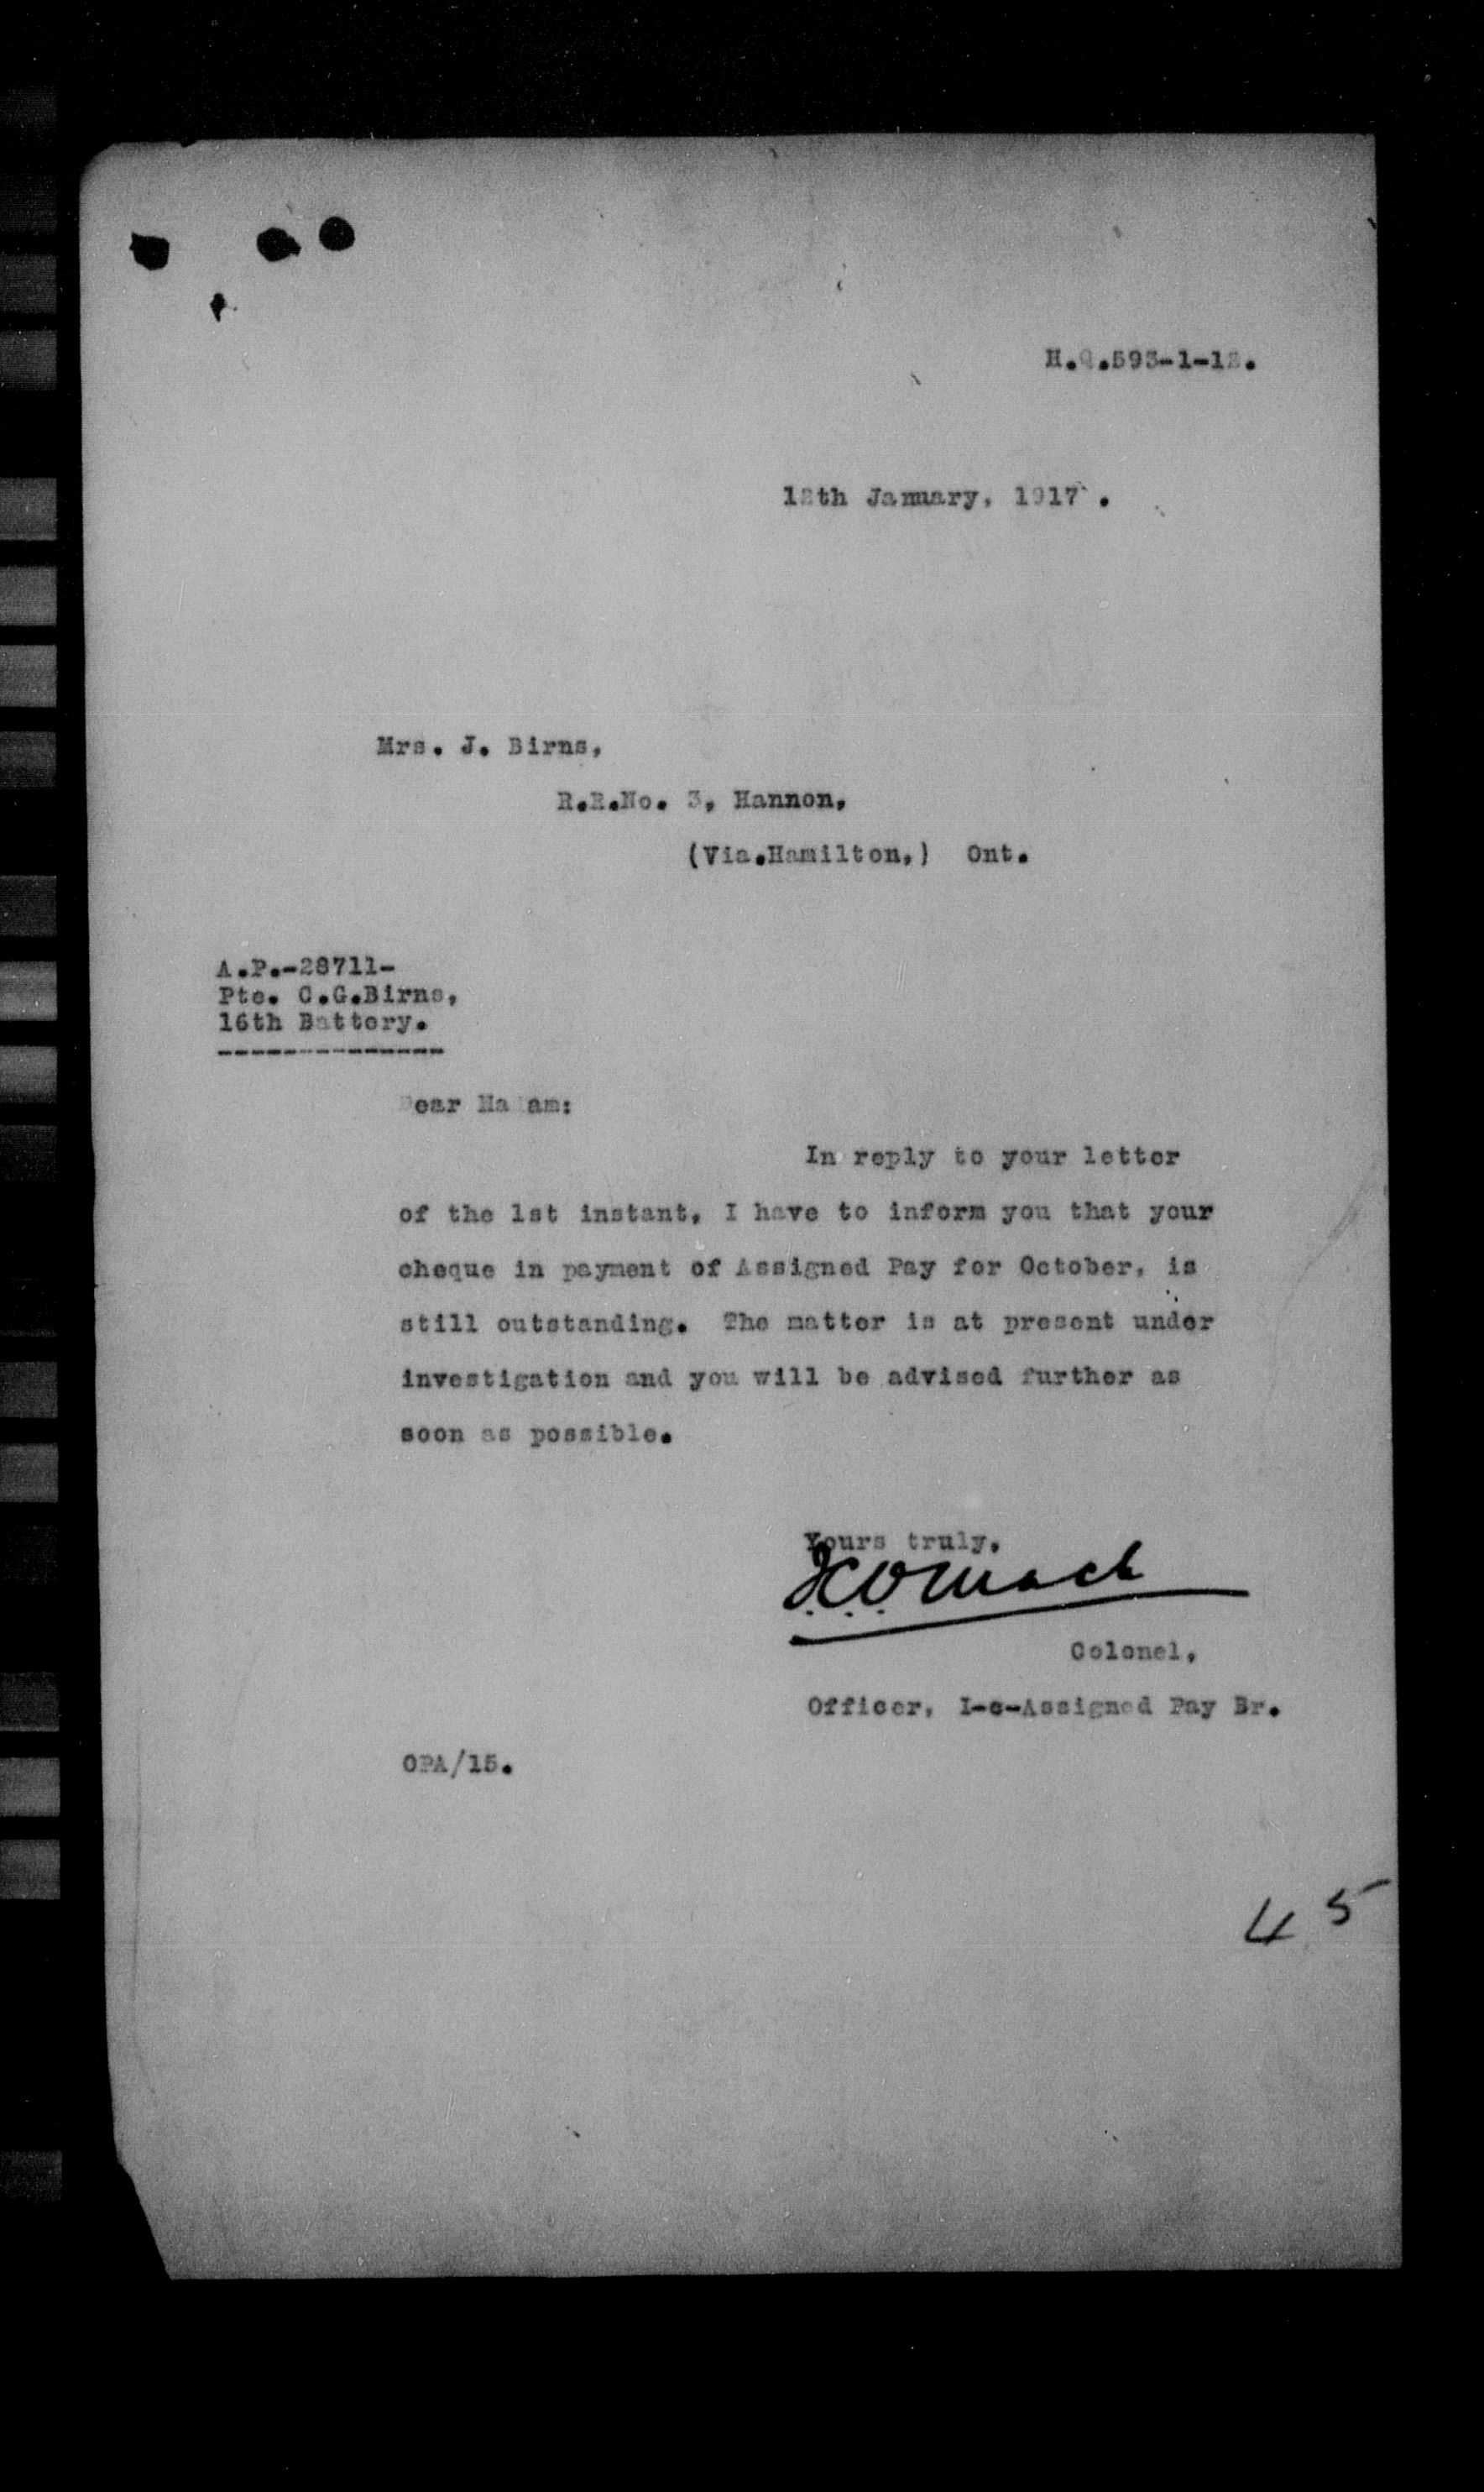 H.Q.593-1-12.
12th January, 1917.
Mrs. J. Birns,
R.R.No. 3, Hannon,
(Via.Hamilton,) Ont.
A.P.-28711-
Pte. C.G.Birns,
16th Battery.
---------------
Dear Madam:
In reply to your letter
of the 1st instant, I have to inform you that your
cheque in payment of Assigned Pay for October, is
still outstanding. The matter is at present under
investigation and you will be advised further as
soon as possible.
Yours truly,
Colonel,
Officer, I-c-Assigned Pay Br.
OPA/15.
45